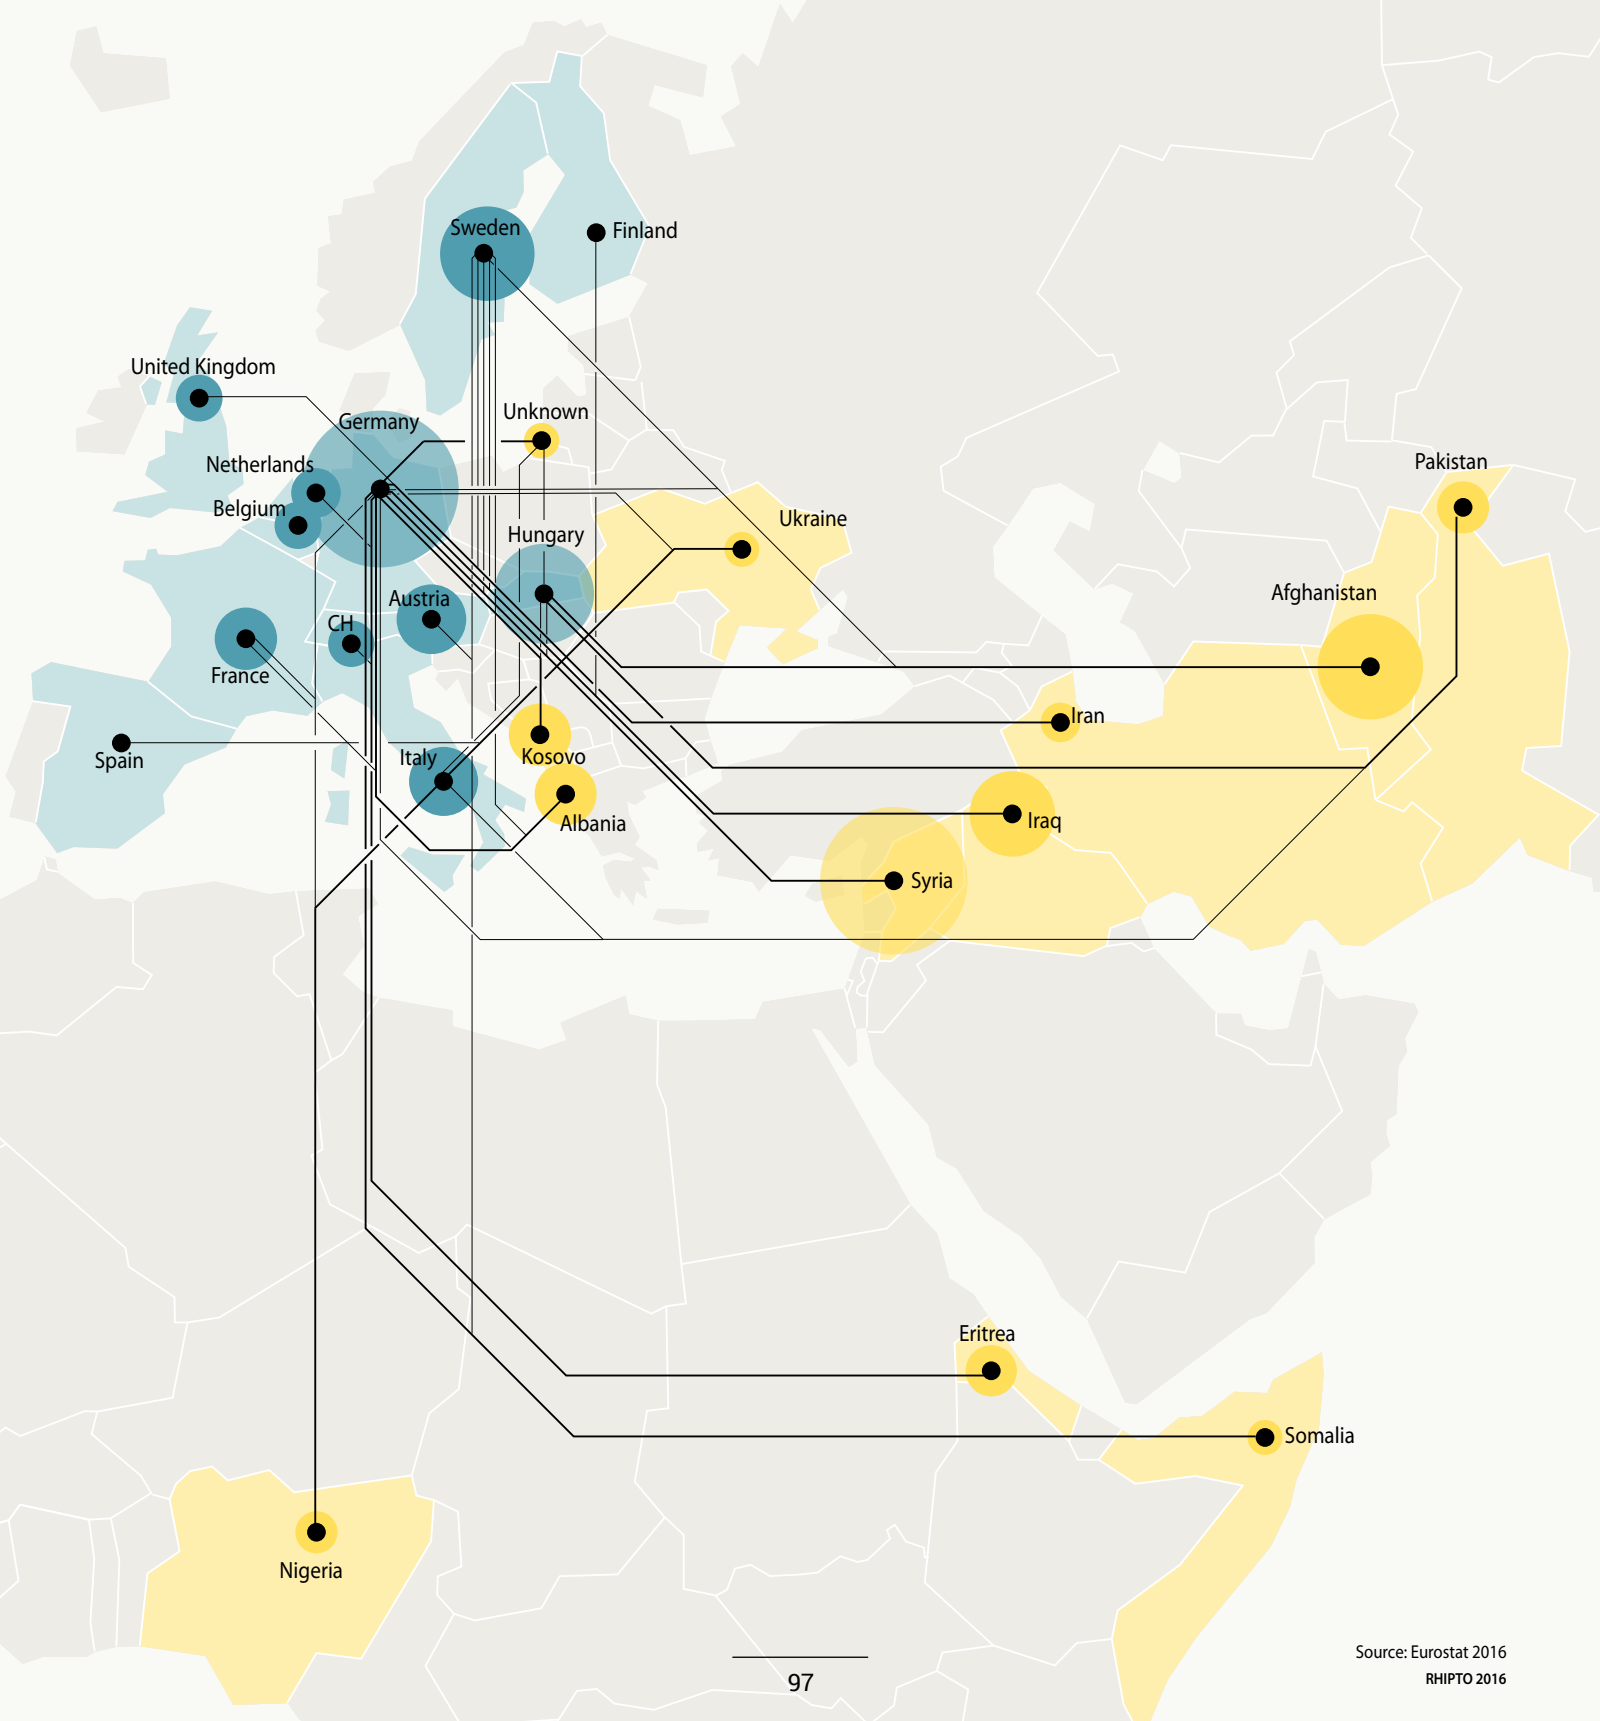 Sweden
Finland
United Kingdom
Unknown
Germany
Netherlands
Pakistan
Belgium
Ukraine
Hungary
Afghanistan
Austria
CH
France
Iran
Spain
Italy
Kosovo
Albania
Iraq
Syria
Eritrea
Somalia
Nigeria
Source: Eurostat 2016
RHIPTO 2016
97